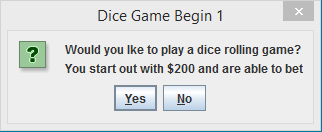 Dice Game Begin 1
Would you lke to play a dice rolling game?
You start out with $200 and are able to bet
Yes No